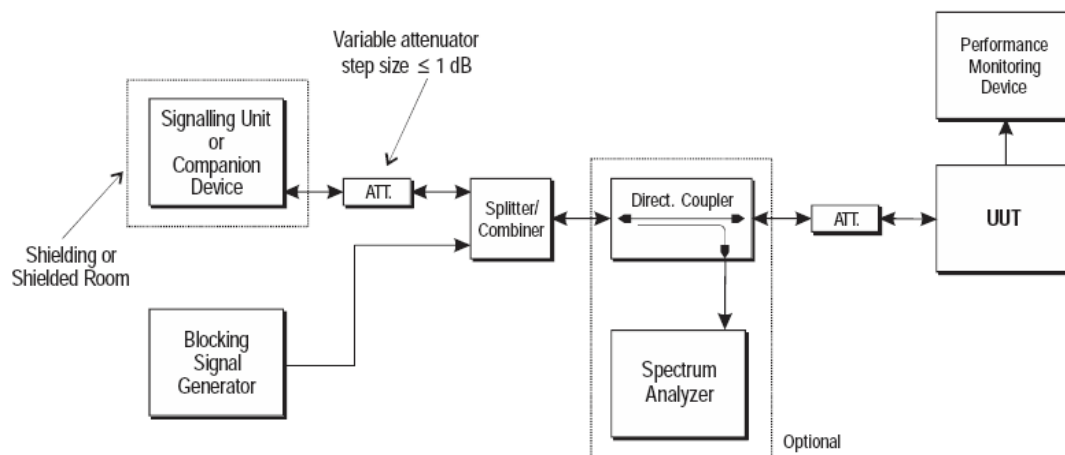 Variable attenuator
step size ≤ 1 dB
Performance
Monitoring
Device
Signalling Unit
or
Companion
Device
ATT.
Splitter/
Combiner
Direct. Coupler
ATT.
UUT
Shielding or
Shielded Room
Blocking
Signal
Generator
Spectrum
Analyzer
Optional